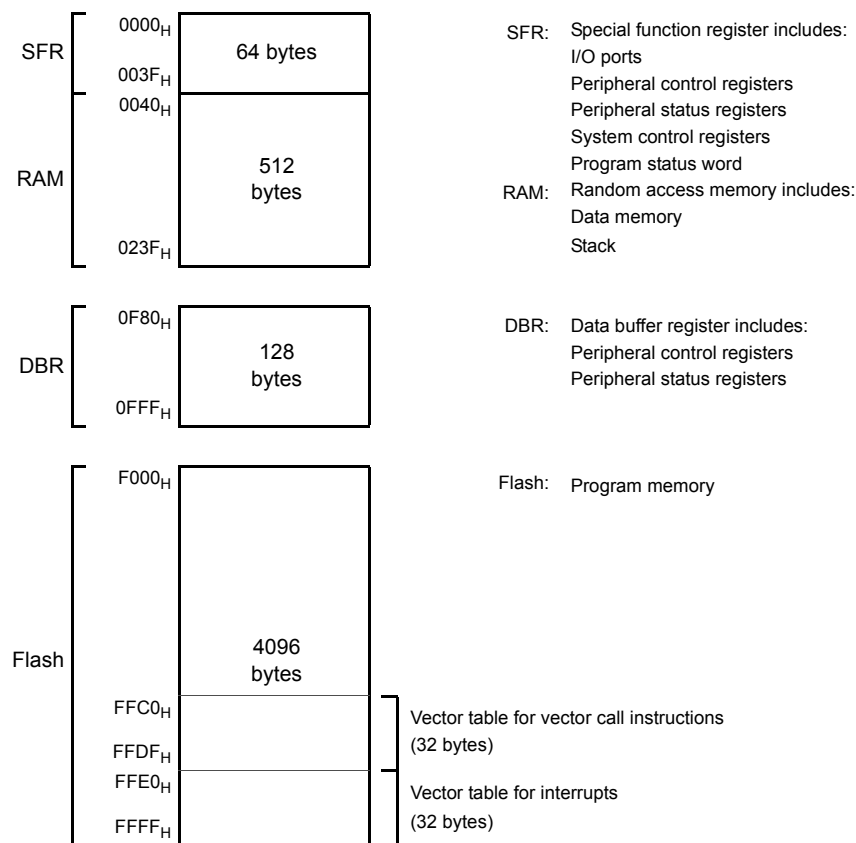 0000H
SFR
64 bytes
003FH
0040H
RAM
512
bytes
023FH
0F80H
DBR
128
bytes
0FFFH
F000H
Flash
4096
bytes
FFC0H
FFDFH
FFE0H
FFFFH
Vector table for vector call instructions
(32 bytes)
Vector table for interrupts
(32 bytes)
SFR: Special function register includes:
I/O ports
Peripheral control registers
Peripheral status registers
System control registers
Program status word
RAM: Random access memory includes:
Data memory
Stack
DBR: Data buffer register includes:
Peripheral control registers
Peripheral status registers
Flash: Program memory